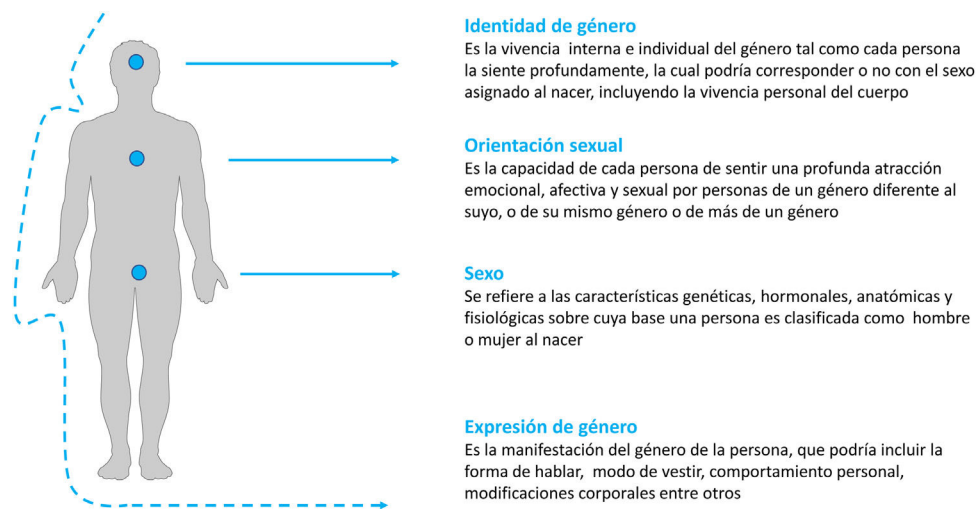 Identidad de género
Es la vivencia interna e individual del género tal como cada persona
la siente profundamente, la cual podría corresponder o no con el sexo
asignado al nacer, incluyendo la vivencia personal del cuerpo
Orientación sexual
Es la capacidad de cada persona de sentir una profunda atracción
emocional, afectiva y sexual por personas de un género diferente al
suyo, o de su mismo género o de más de un género
Sexo
Se refiere a las características genéticas, hormonales, anatómicas y
fisiológicas sobre cuya base una persona es clasificada como hombre
o mujer al nacer
Expresión de género
Es la manifestación del género de la persona, que podría incluir la
forma de hablar, modo de vestir, comportamiento personal,
modificaciones corporales entre otros